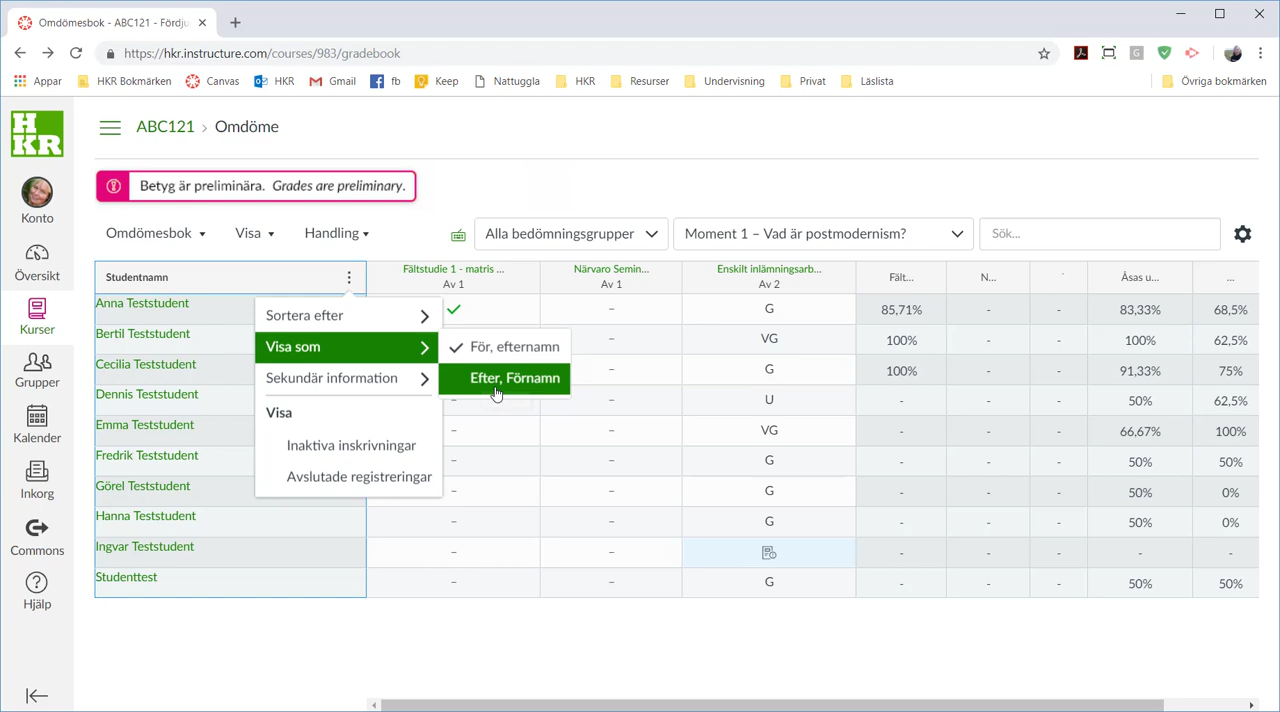 Omdömesbok - ABC121 - Fördju
https://hkr.instructure.com/courses/983/gradebook
Appar
HKR Bokmärken
Canvas
HKR
Gmail
fb
Keep
Nattuggla
HKR
Resurser
Undervisning
Privat
Läslista
Övriga bokmärken
HKR
ABC121 › Omdöme
Konto
Översikt
Kurser
Grupper
Kalender
Inkorg
Commons
Hjälp
Betyg är preliminära. Grades are preliminary.
Omdömesbok Visa Handling
Alla bedömningsgrupper
Moment 1 – Vad är postmodernism?
Sök...
Studentnamn
Fältstudie 1 - matris ...
Av 1
Närvaro Semin...
Av 1
Enskilt inlämningsarb...
Av 2
Fält...
N...
Åsas u...
...
Anna Teststudent – G 85,71% - - 83,33% 68,5%
Bertil Teststudent – VG 100% - - 100% 62,5%
Cecilia Teststudent G 100% - - 91,33% 75%
Dennis Teststudent – – U - - - 50% 62,5%
Emma Teststudent – – VG - - - 66,67% 100%
Fredrik Teststudent – – G - - - 50% 50%
Görel Teststudent – – G - - - 50% 0%
Hanna Teststudent – – G - - - 50% 0%
Ingvar Teststudent – – - - - - -
Studenttest – – G - - - 50% 50%
Sortera efter
Visa som
Sekundär information
Visa
Inaktiva inskrivningar
Avslutade registreringar
För, efternamn
Efter, Förnamn